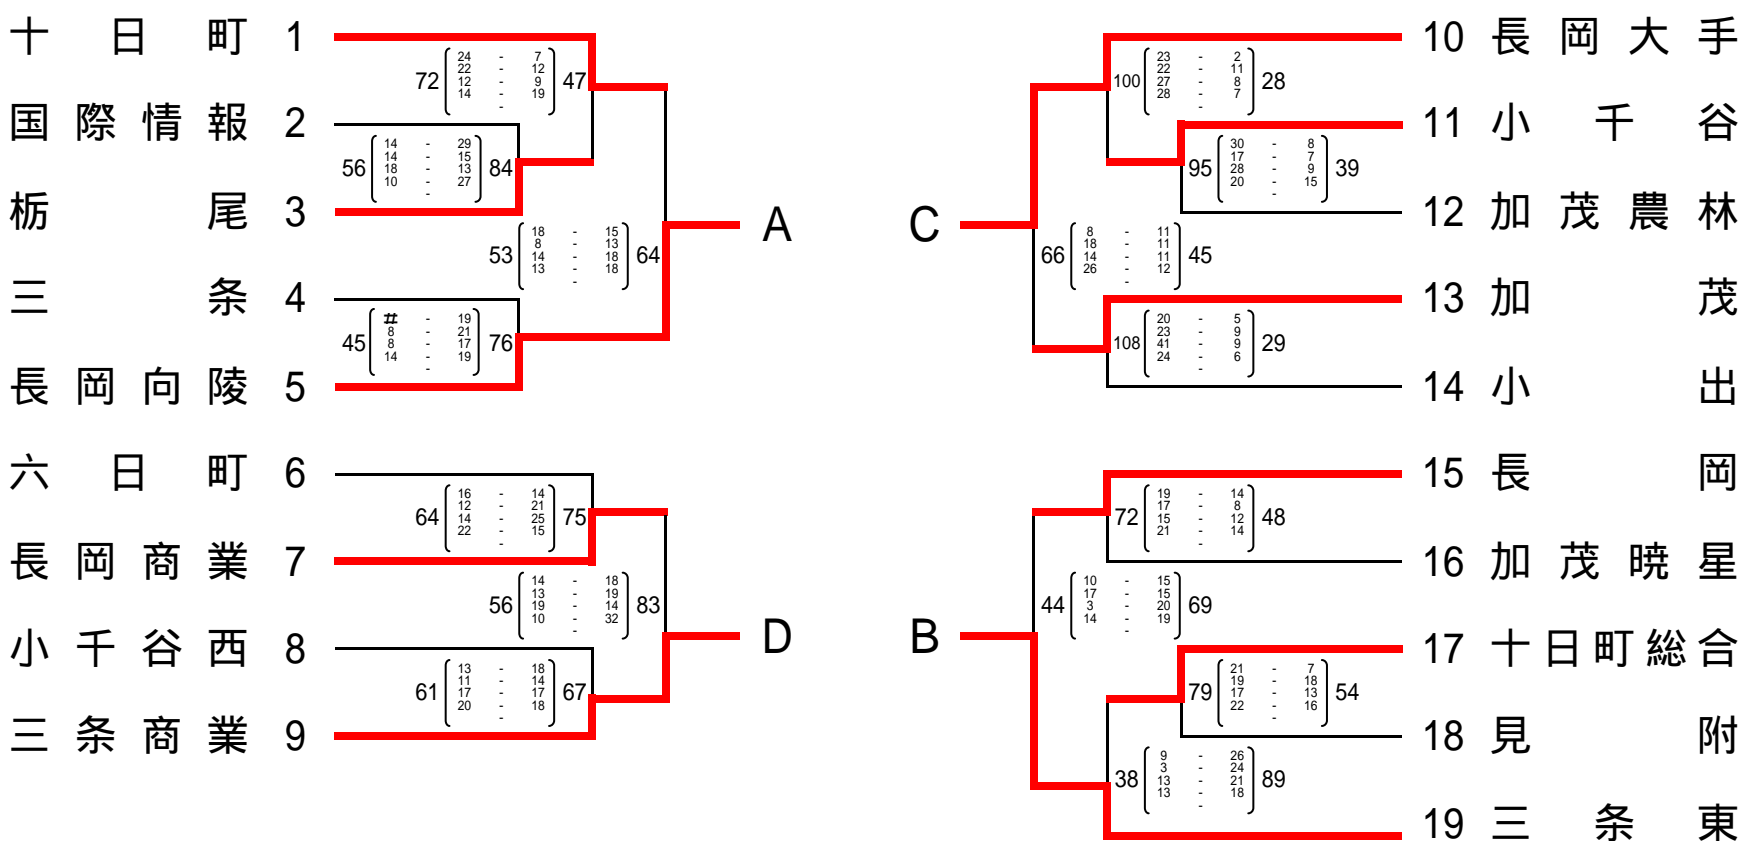 十日町 1
72 47
24 - 7
22 - 12
12 - 9
14 - 19
-
国際情報 2
56 84
14 - 29
14 - 15
18 - 13
10 - 27
-
栃尾 3
53 64
18 - 15
8 - 13
14 - 18
13 - 18
-
A
三条 4
45 76
# - 19
8 - 21
8 - 17
14 - 19
-
長岡向陵 5
六日町 6
64 75
16 - 14
12 - 21
14 - 25
22 - 15
-
長岡商業 7
56 83
14 - 18
13 - 19
19 - 14
10 - 32
-
D
小千谷西 8
61 67
13 - 18
11 - 14
17 - 17
20 - 18
-
三条商業 9
10 長岡大手
100 28
23 - 2
22 - 11
27 - 8
28 - 7
-
11 小千谷
95 39
30 - 8
17 - 7
28 - 9
20 - 15
-
12 加茂農林
C
66 45
8 - 11
18 - 11
14 - 11
26 - 12
-
13 加茂
108 29
20 - 5
23 - 9
41 - 9
24 - 6
-
14 小出
15 長岡
72 48
19 - 14
17 - 8
15 - 12
21 - 14
-
16 加茂暁星
44 69
10 - 15
17 - 15
3 - 20
14 - 19
-
B
17 十日町総合
79 54
21 - 7
19 - 18
17 - 13
22 - 16
-
18 見附
38 89
9 - 26
3 - 24
13 - 21
13 - 18
-
19 三条東